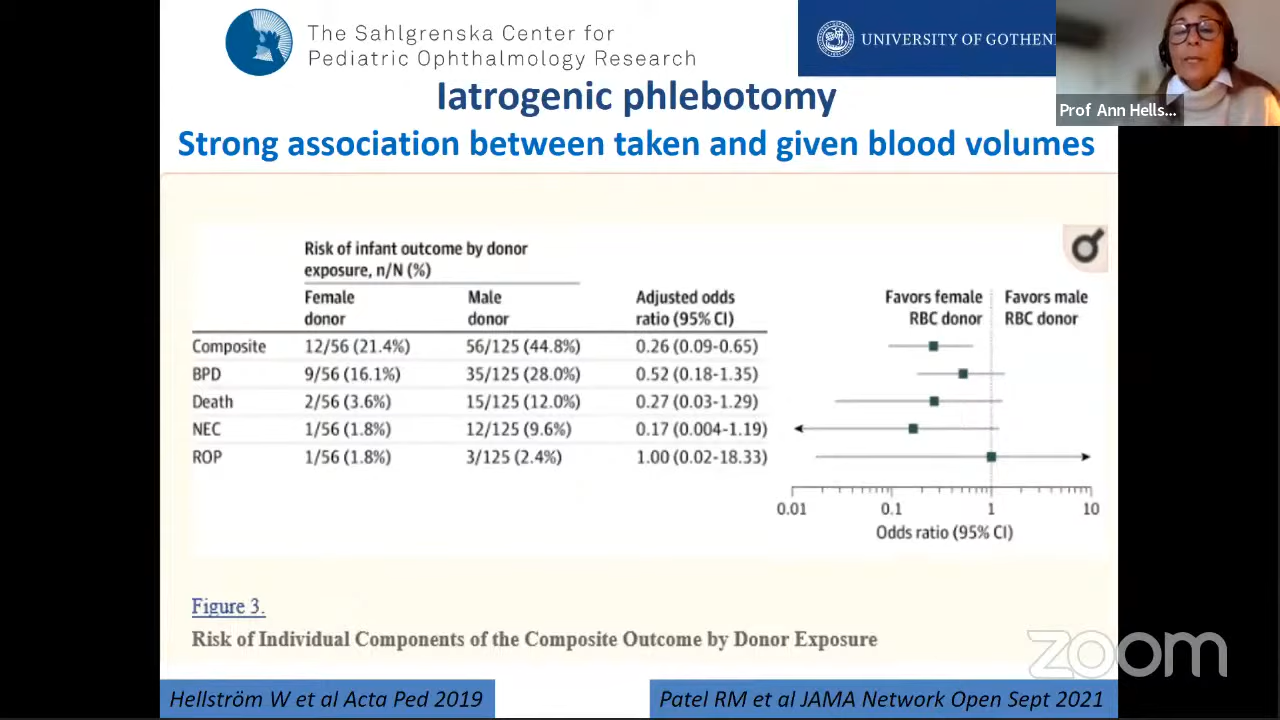 The Sahlgrenska Center for
Pediatric Ophthalmology Research
UNIVERSITY OF GOTHEN
Prof Ann Hells...
Iatrogenic phlebotomy
Strong association between taken and given blood volumes
Risk of infant outcome by donor
exposure, n/N (%)
Female donor Male donor Adjusted odds ratio (95% CI) Favors female RBC donor Favors male RBC donor
Composite 12/56 (21.4%) 56/125 (44.8%) 0.26 (0.09-0.65)
BPD 9/56 (16.1%) 35/125 (28.0%) 0.52 (0.18-1.35)
Death 2/56 (3.6%) 15/125 (12.0%) 0.27 (0.03-1.29)
NEC 1/56 (1.8%) 12/125 (9.6%) 0.17 (0.004-1.19)
ROP 1/56 (1.8%) 3/125 (2.4%) 1.00 (0.02-18.33)
0.01 0.1 1 10
Odds ratio (95% CI)
Figure 3.
Risk of Individual Components of the Composite Outcome by Donor Exposure
zoom
Hellström W et al Acta Ped 2019
Patel RM et al JAMA Network Open Sept 2021